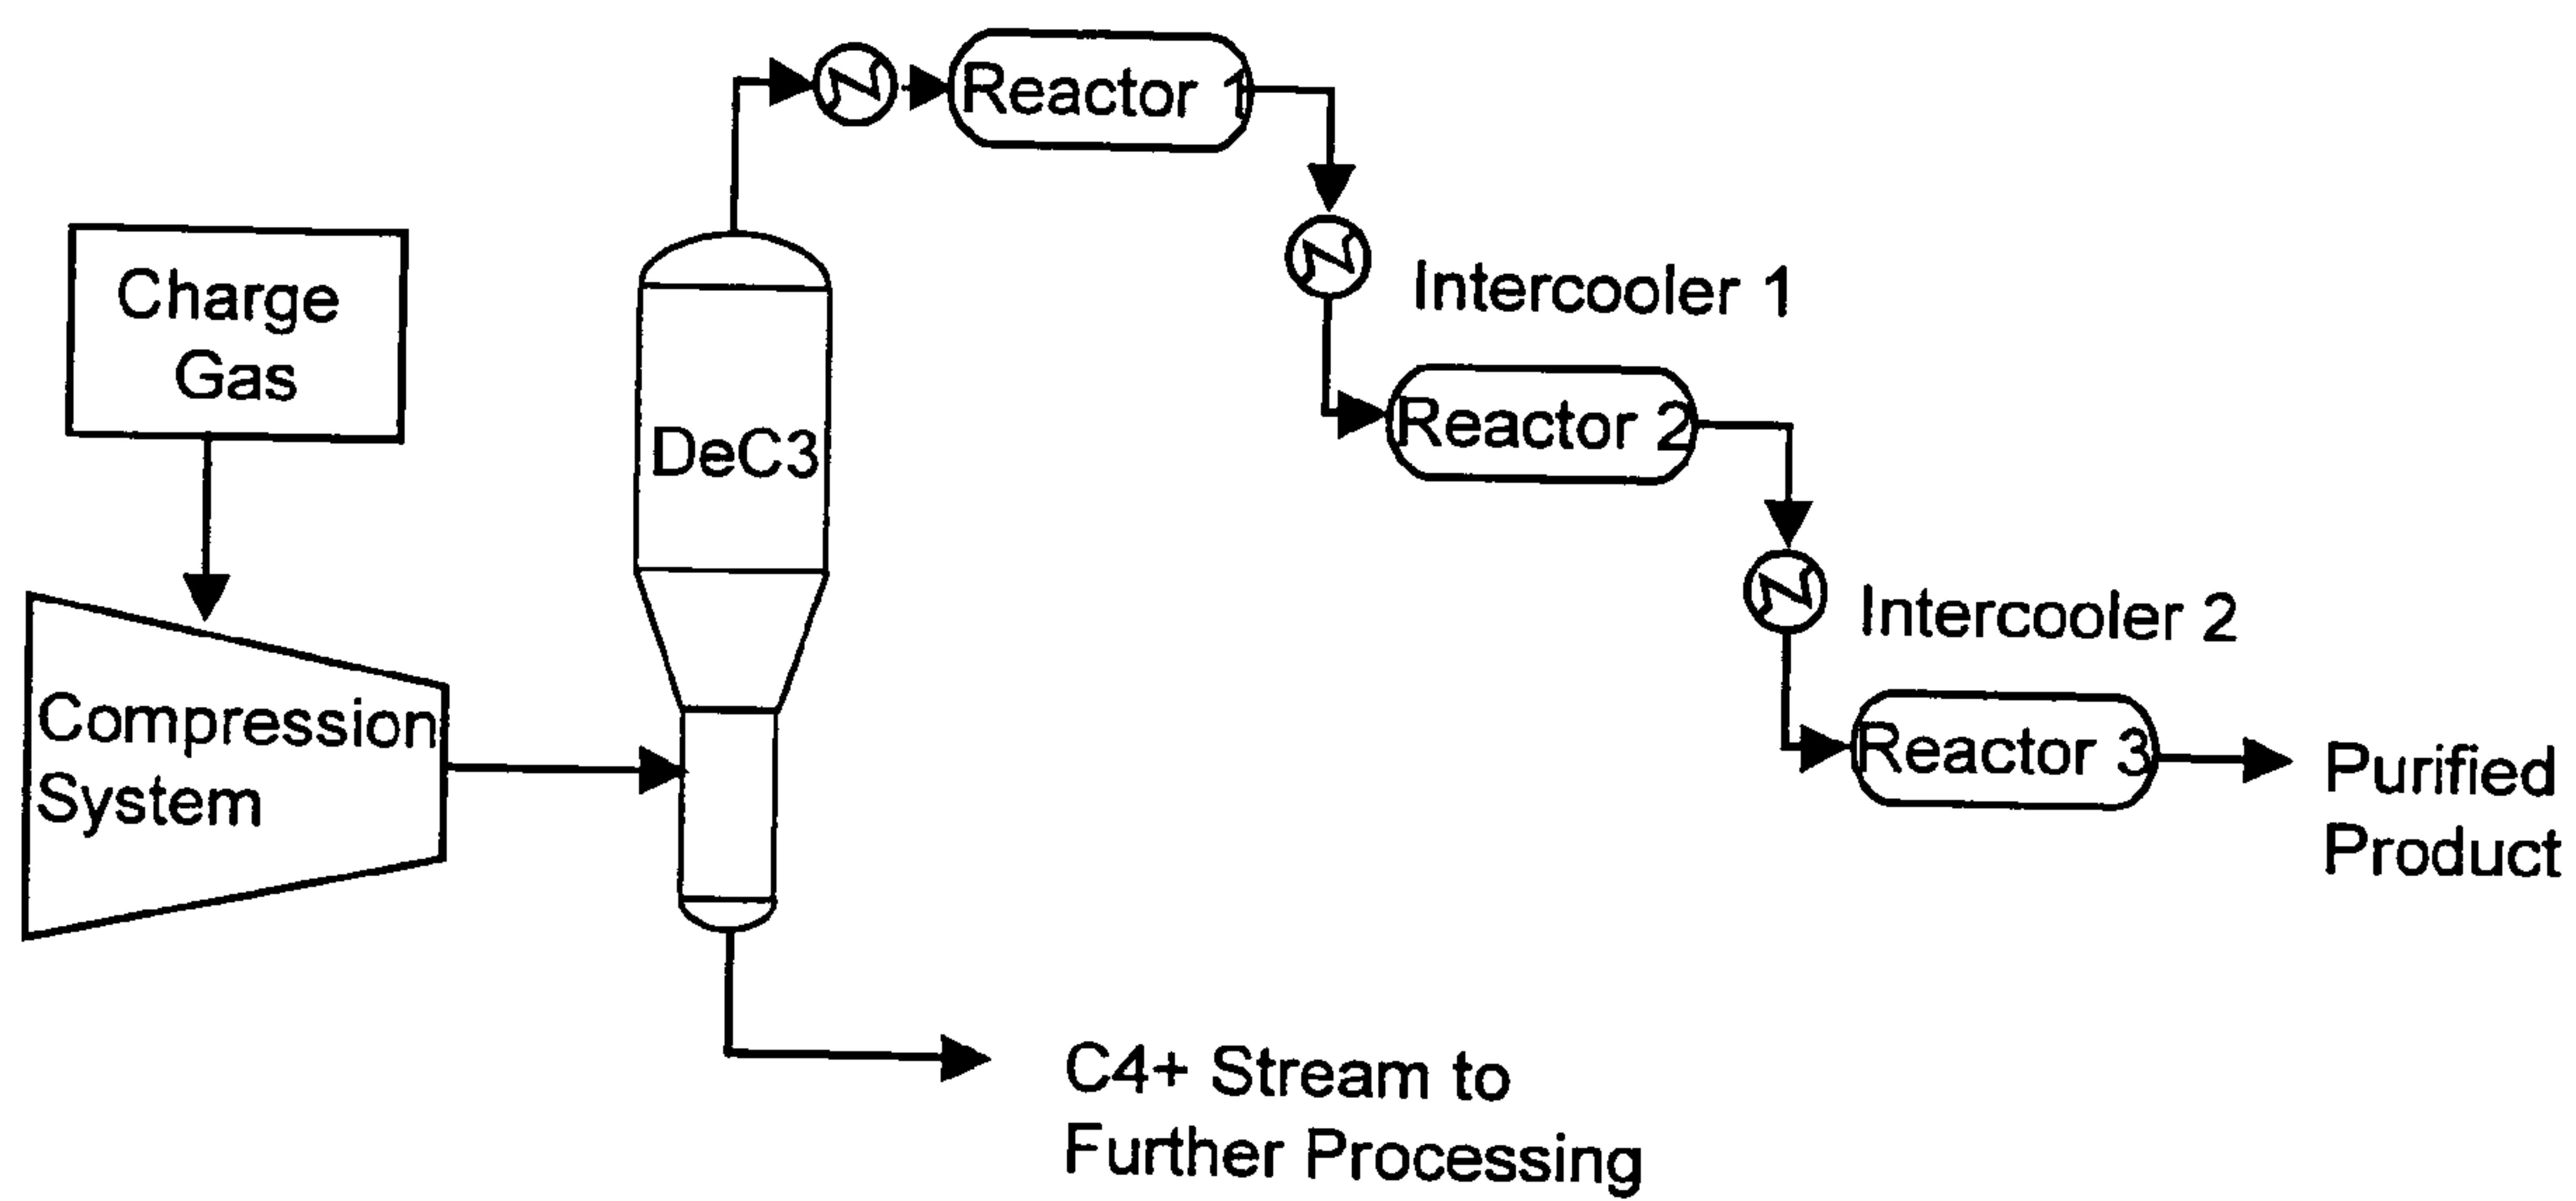 Reactor 1
Charge
Gas
Intercooler 1
DeC3
Reactor 2
Intercooler 2
Compression
System
Reactor 3
Purified
Product
C4+ Stream to
Further Processing